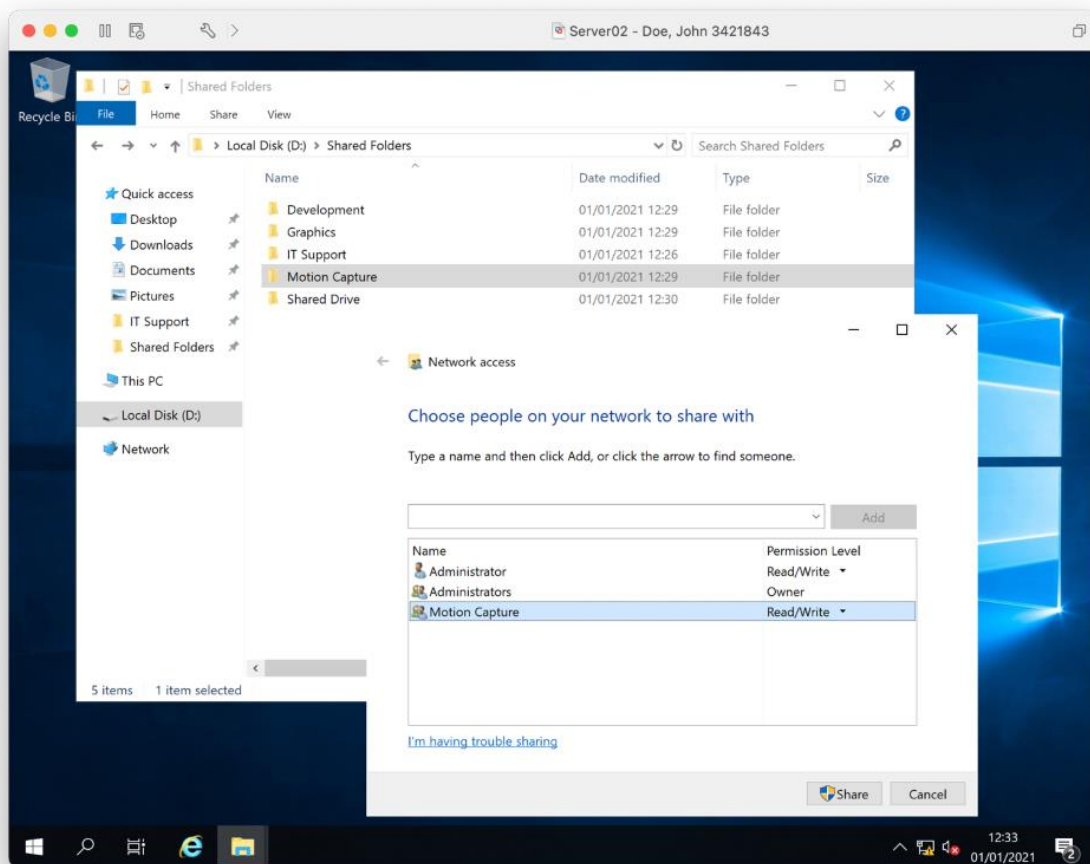 Server02 - Doe, John 3421843
Recycle Bi
Shared Folders
File Home Share View
Local Disk (D:) > Shared Folders
Search Shared Folders
Name Date modified Type Size
Quick access
Desktop
Downloads
Documents
Pictures
IT Support
Shared Folders
This PC
Local Disk (D:)
Network
Development 01/01/2021 12:29 File folder
Graphics 01/01/2021 12:29 File folder
IT Support 01/01/2021 12:26 File folder
Motion Capture 01/01/2021 12:29 File folder
Shared Drive 01/01/2021 12:30 File folder
5 items 1 item selected
Network access
Choose people on your network to share with
Type a name and then click Add, or click the arrow to find someone.
Add
Name Permission Level
Administrator Read/Write
Administrators Owner
Motion Capture Read/Write
I'm having trouble sharing
Share Cancel
12:33
01/01/2021
2